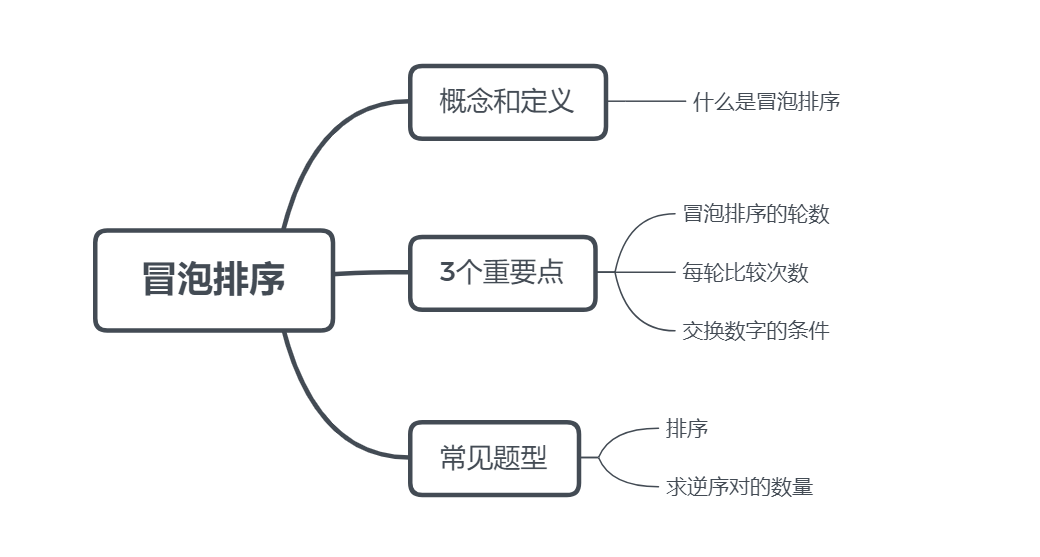 冒泡排序
概念和定义
什么是冒泡排序
3个重要点
冒泡排序的轮数
每轮比较次数
交换数字的条件
常见题型
排序
求逆序对的数量